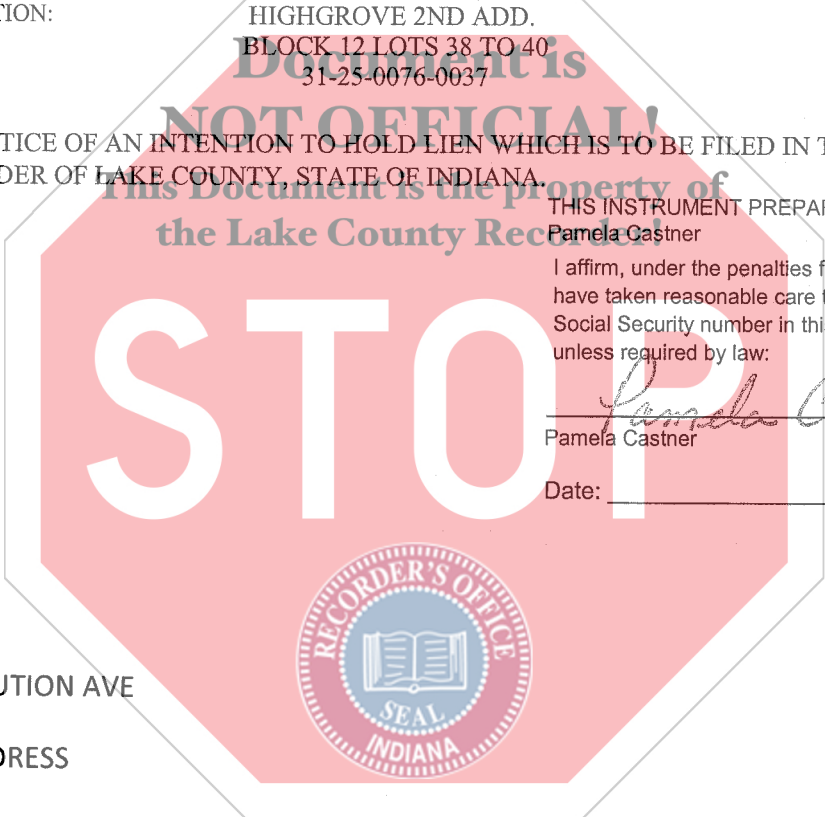 TION:
HIGHGROVE 2ND ADD.
BLOCK 12 LOTS 38 TO 40
31-25-0076-0037
Document is
NOT OFFICIAL!
This Document is the property of
the Lake County Recorder!
TICE OF AN INTENTION TO HOLD LIEN WHICH IS TO BE FILED IN T
DER OF LAKE COUNTY, STATE OF INDIANA.
THIS INSTRUMENT PREPAR
Pamela Castner
I affirm, under the penalties f
have taken reasonable care t
Social Security number in this
unless required by law:
Pamela C
Pamela Castner
Date:
STOP
RECORDER'S OFFICE
SEAL
INDIANA
UTION AVE
DRESS